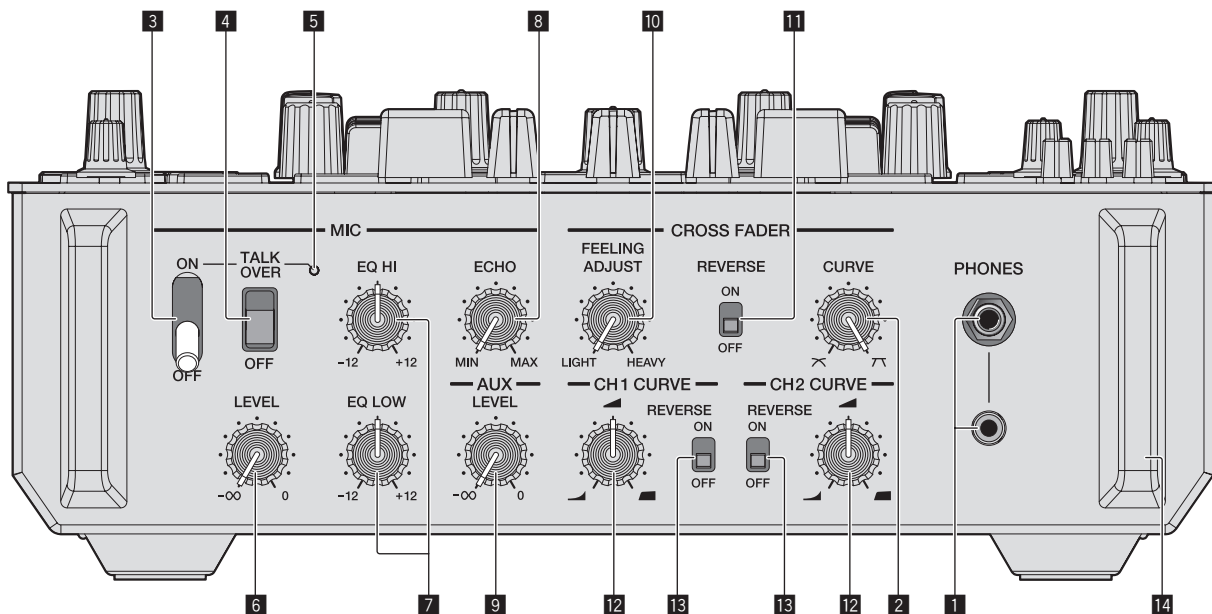 3 4 5 8 10 11
MIC CROSS FADER
ON TALK OVER EQ HI ECHO FEELING ADJUST REVERSE CURVE PHONES
ON
OFF OFF -12 +12 MIN MAX LIGHT HEAVY OFF
AUX CH1 CURVE CH2 CURVE
LEVEL EQ LOW LEVEL REVERSE REVERSE
ON ON
-∞ 0 -12 +12 -∞ 0 OFF OFF
6 7 9 12 13 13 12 2 1 14